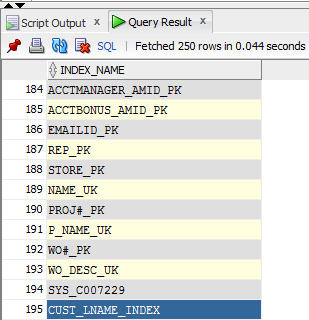 Script Output x Query Result x
SQL | Fetched 250 rows in 0.044 seconds
INDEX_NAME
184 ACCTMANAGER_AMID_PK
185 ACCTBONUS_AMID_PK
186 EMAILID_PK
187 REP_PK
188 STORE_PK
189 NAME_UK
190 PROJ#_PK
191 P_NAME_UK
192 WO#_PK
193 WO_DESC_UK
194 SYS_C007229
195 CUST_LNAME_INDEX